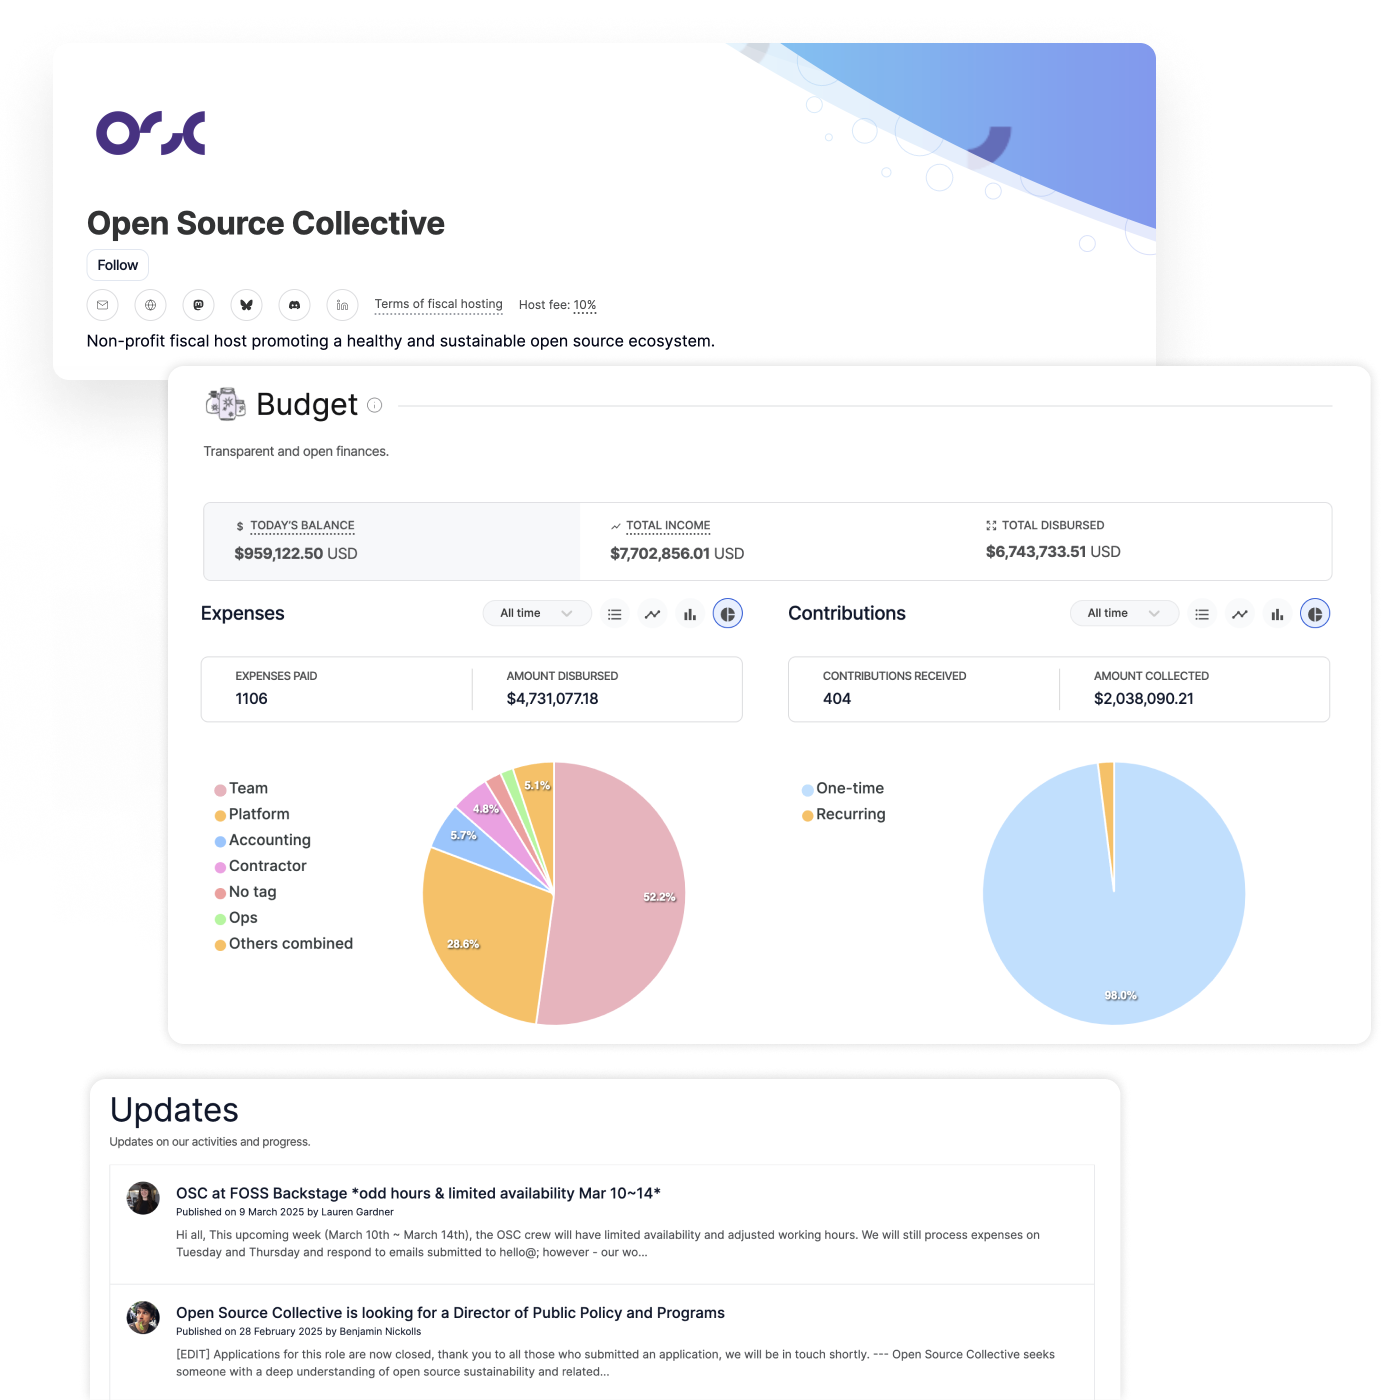 OSC
Open Source Collective
Follow
Terms of fiscal hosting Host fee: 10%
Non-profit fiscal host promoting a healthy and sustainable open source ecosystem.
Budget
Transparent and open finances.
$ TODAY'S BALANCE
$959,122.50 USD
TOTAL INCOME
$7,702,856.01 USD
TOTAL DISBURSED
$6,743,733.51 USD
Expenses
All time
EXPENSES PAID
1106
AMOUNT DISBURSED
$4,731,077.18
Team
Platform
Accounting
Contractor
No tag
Ops
Others combined
5.1%
4.8%
5.7%
52.2%
28.6%
Contributions
All time
CONTRIBUTIONS RECEIVED
404
AMOUNT COLLECTED
$2,038,090.21
One-time
Recurring
98.0%
Updates
Updates on our activities and progress.
OSC at FOSS Backstage *odd hours & limited availability Mar 10~14*
Published on 9 March 2025 by Lauren Gardner
Hi all, This upcoming week (March 10th ~ March 14th), the OSC crew will have limited availability and adjusted working hours. We will still process expenses on
Tuesday and Thursday and respond to emails submitted to hello@; however - our wo...
Open Source Collective is looking for a Director of Public Policy and Programs
Published on 28 February 2025 by Benjamin Nickolls
[EDIT] Applications for this role are now closed, thank you to all those who submitted an application, we will be in touch shortly. --- Open Source Collective seeks
someone with a deep understanding of open source sustainability and related...